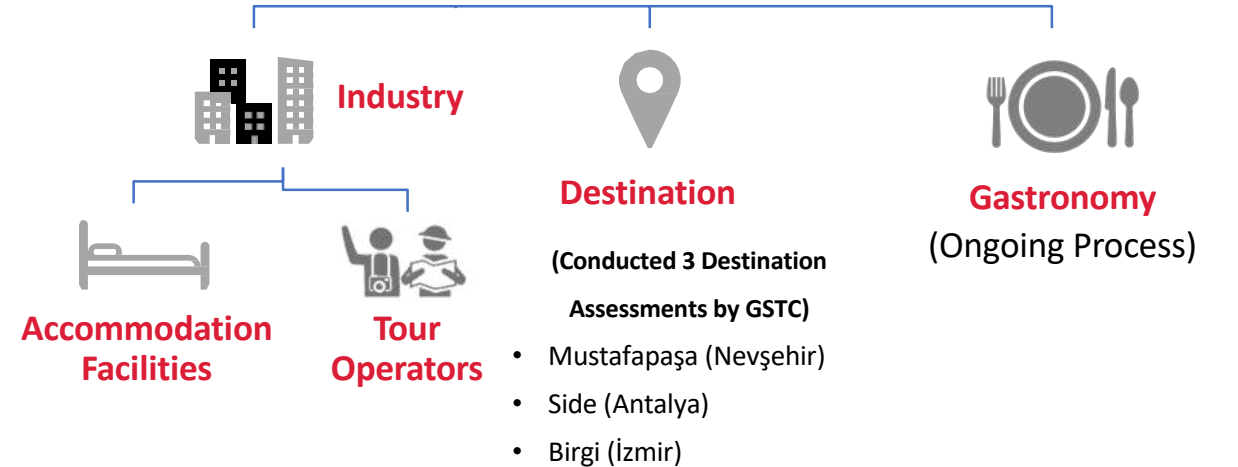 Industry
Accommodation
Facilities
Tour
Operators
Destination
(Conducted 3 Destination
Assessments by GSTC)
• Mustafapaşa (Nevşehir)
• Side (Antalya)
• Birgi (İzmir)
Gastronomy
(Ongoing Process)